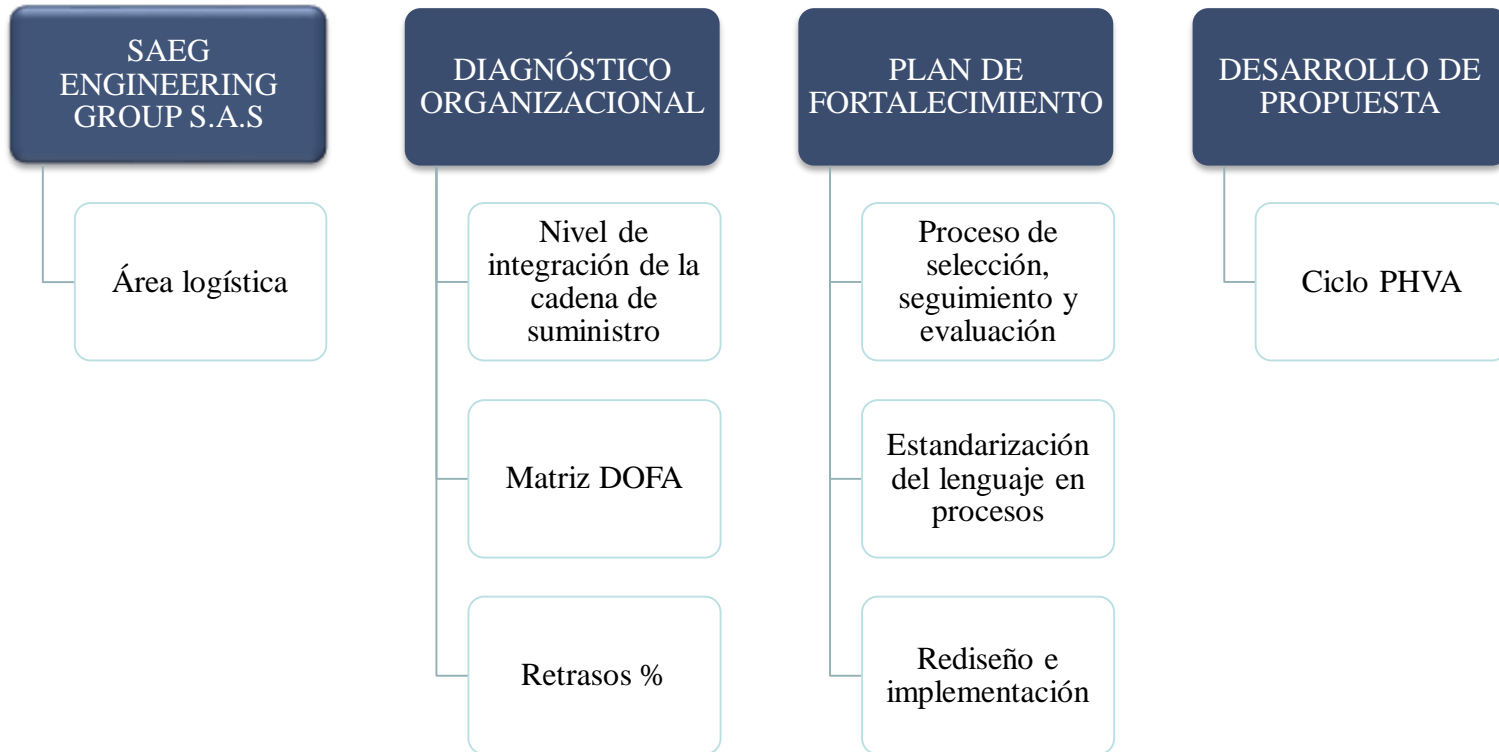 SAEG
ENGINEERING
GROUP S.A.S
Área logística
DIAGNÓSTICO
ORGANIZACIONAL
Nivel de
integración de la
cadena de
suministro
Matriz DOFA
Retrasos %
PLAN DE
FORTALECIMIENTO
Proceso de
selección,
seguimiento y
evaluación
Estandarización
del lenguaje en
procesos
Rediseño e
implementación
DESARROLLO DE
PROPUESTA
Ciclo PHVA